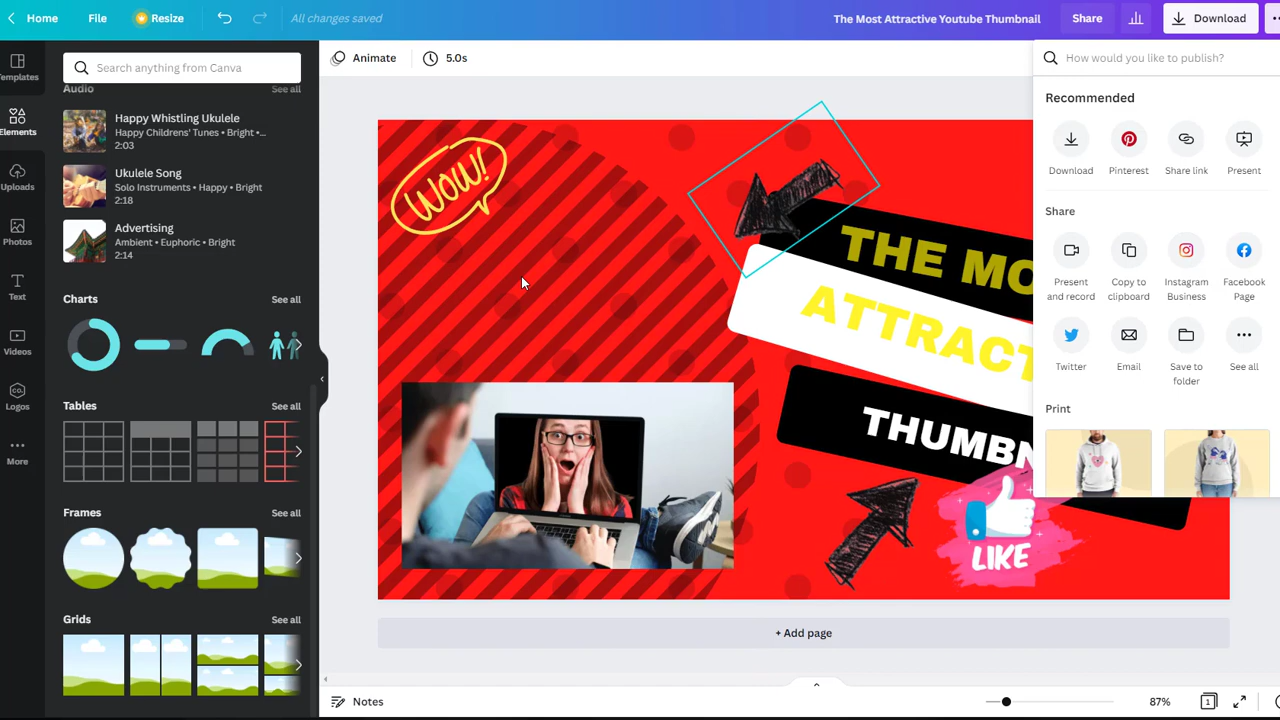 Home
File
Resize
All changes saved
The Most Attractive Youtube Thumbnail
Share
Download
Templates
Elements
Uploads
Photos
Text
Videos
Logos
More
Search anything from Canva
Audio
See all
Happy Whistling Ukulele
Happy Childrens' Tunes • Bright •...
2:03
Ukulele Song
Solo Instruments • Happy • Bright
2:18
Advertising
Ambient • Euphoric • Bright
2:14
Charts
See all
Tables
See all
Frames
See all
Grids
See all
Animate
5.0s
WOW!
THE MO
ATTRACT
THUMBN
LIKE
+ Add page
Notes
87%
1
How would you like to publish?
Recommended
Download
Pinterest
Share link
Present
Share
Present and record
Copy to clipboard
Instagram Business
Facebook Page
Twitter
Email
Save to folder
See all
Print